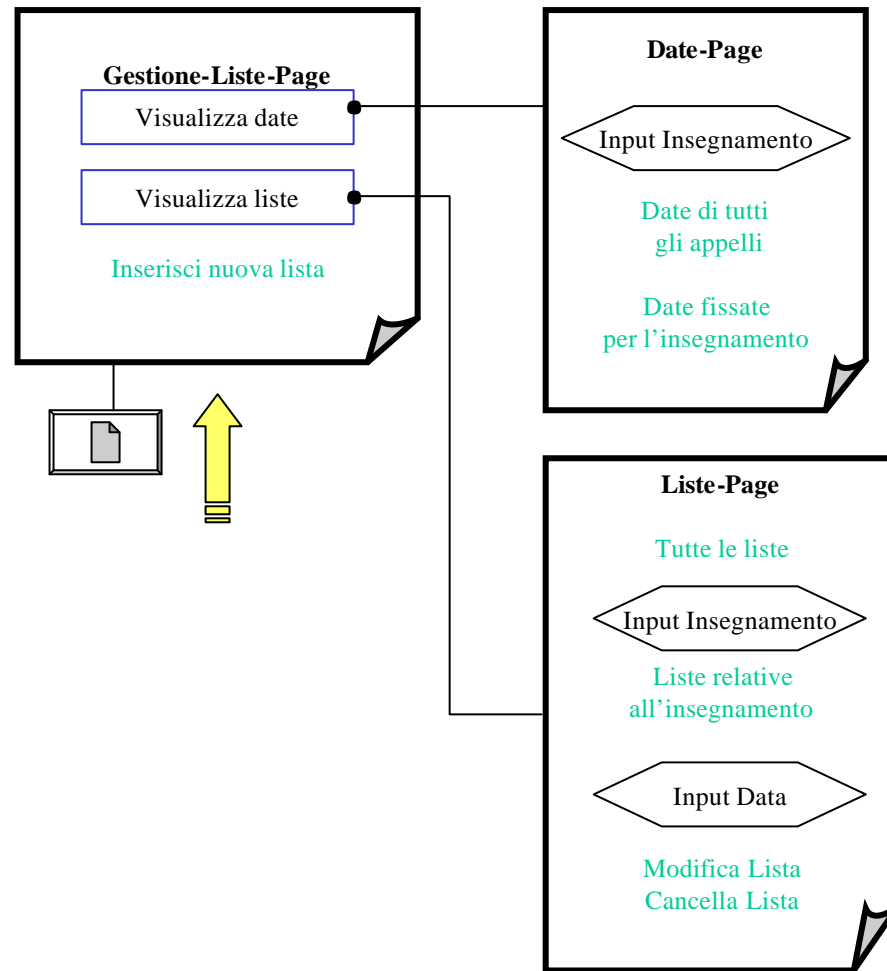 Gestione-Liste-Page
Visualizza date
Visualizza liste
Inserisci nuova lista
Date-Page
Input Insegnamento
Date di tutti
gli appelli
Date fissate
per l’insegnamento
Liste-Page
Tutte le liste
Input Insegnamento
Liste relative
all’insegnamento
Input Data
Modifica Lista
Cancella Lista